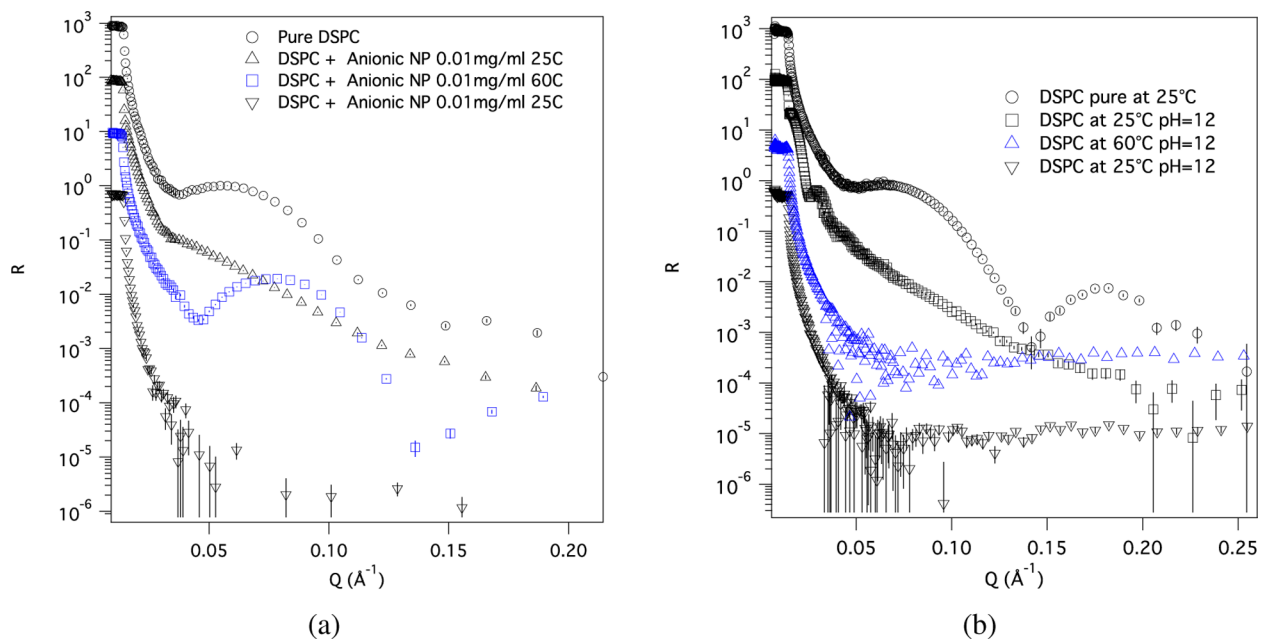 10³
10²
10¹
10⁰
10⁻¹
10⁻²
10⁻³
10⁻⁴
10⁻⁵
10⁻⁶
R
Pure DSPC
DSPC + Anionic NP 0.01mg/ml 25C
DSPC + Anionic NP 0.01mg/ml 60C
DSPC + Anionic NP 0.01mg/ml 25C
0.05
0.10
0.15
0.20
Q (Å⁻¹)
(a)
10³
10²
10¹
10⁰
10⁻¹
10⁻²
10⁻³
10⁻⁴
10⁻⁵
10⁻⁶
R
DSPC pure at 25°C
DSPC at 25°C pH=12
DSPC at 60°C pH=12
DSPC at 25°C pH=12
0.05
0.10
0.15
0.20
0.25
Q (Å⁻¹)
(b)